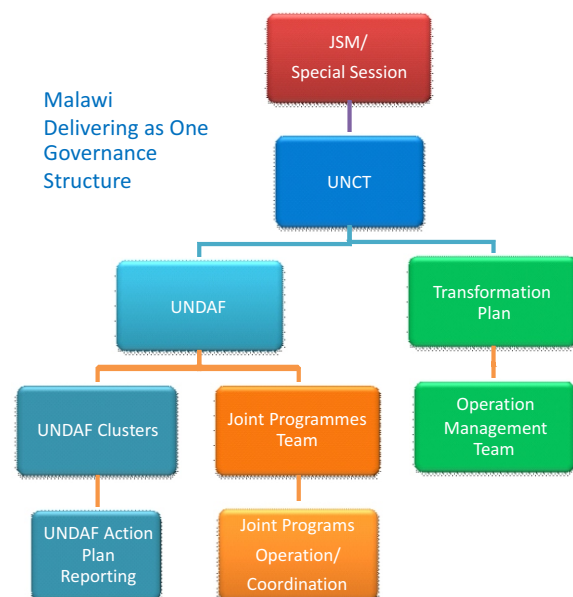 JSM/
Special Session
Malawi
Delivering as One
Governance
Structure
UNCT
UNDAF
Transformation
Plan
UNDAF Clusters
Joint Programmes
Team
Operation
Management
Team
UNDAF Action
Plan
Reporting
Joint Programs
Operation/
Coordination